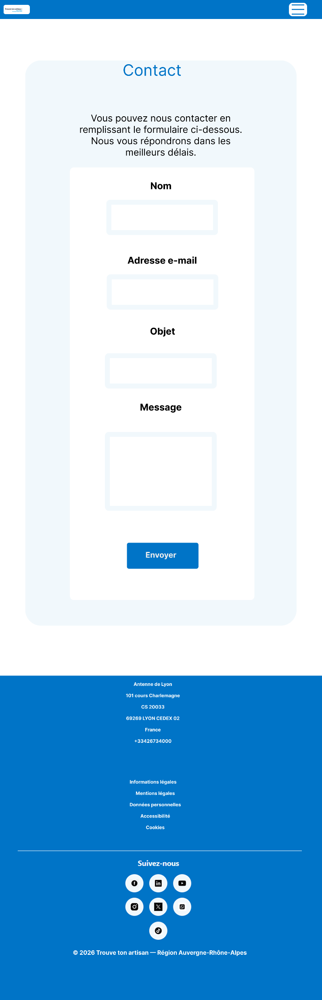 Trouve ton artisan !
Contact
Vous pouvez nous contacter en
remplissant le formulaire ci-dessous.
Nous vous répondrons dans les
meilleurs délais.
Nom
Adresse e-mail
Objet
Message
Envoyer
Antenne de Lyon
101 cours Charlemagne
CS 20033
69269 LYON CEDEX 02
France
+33426734000
Informations légales
Mentions légales
Données personnelles
Accessibilité
Cookies
Suivez-nous
© 2026 Trouve ton artisan — Région Auvergne-Rhône-Alpes